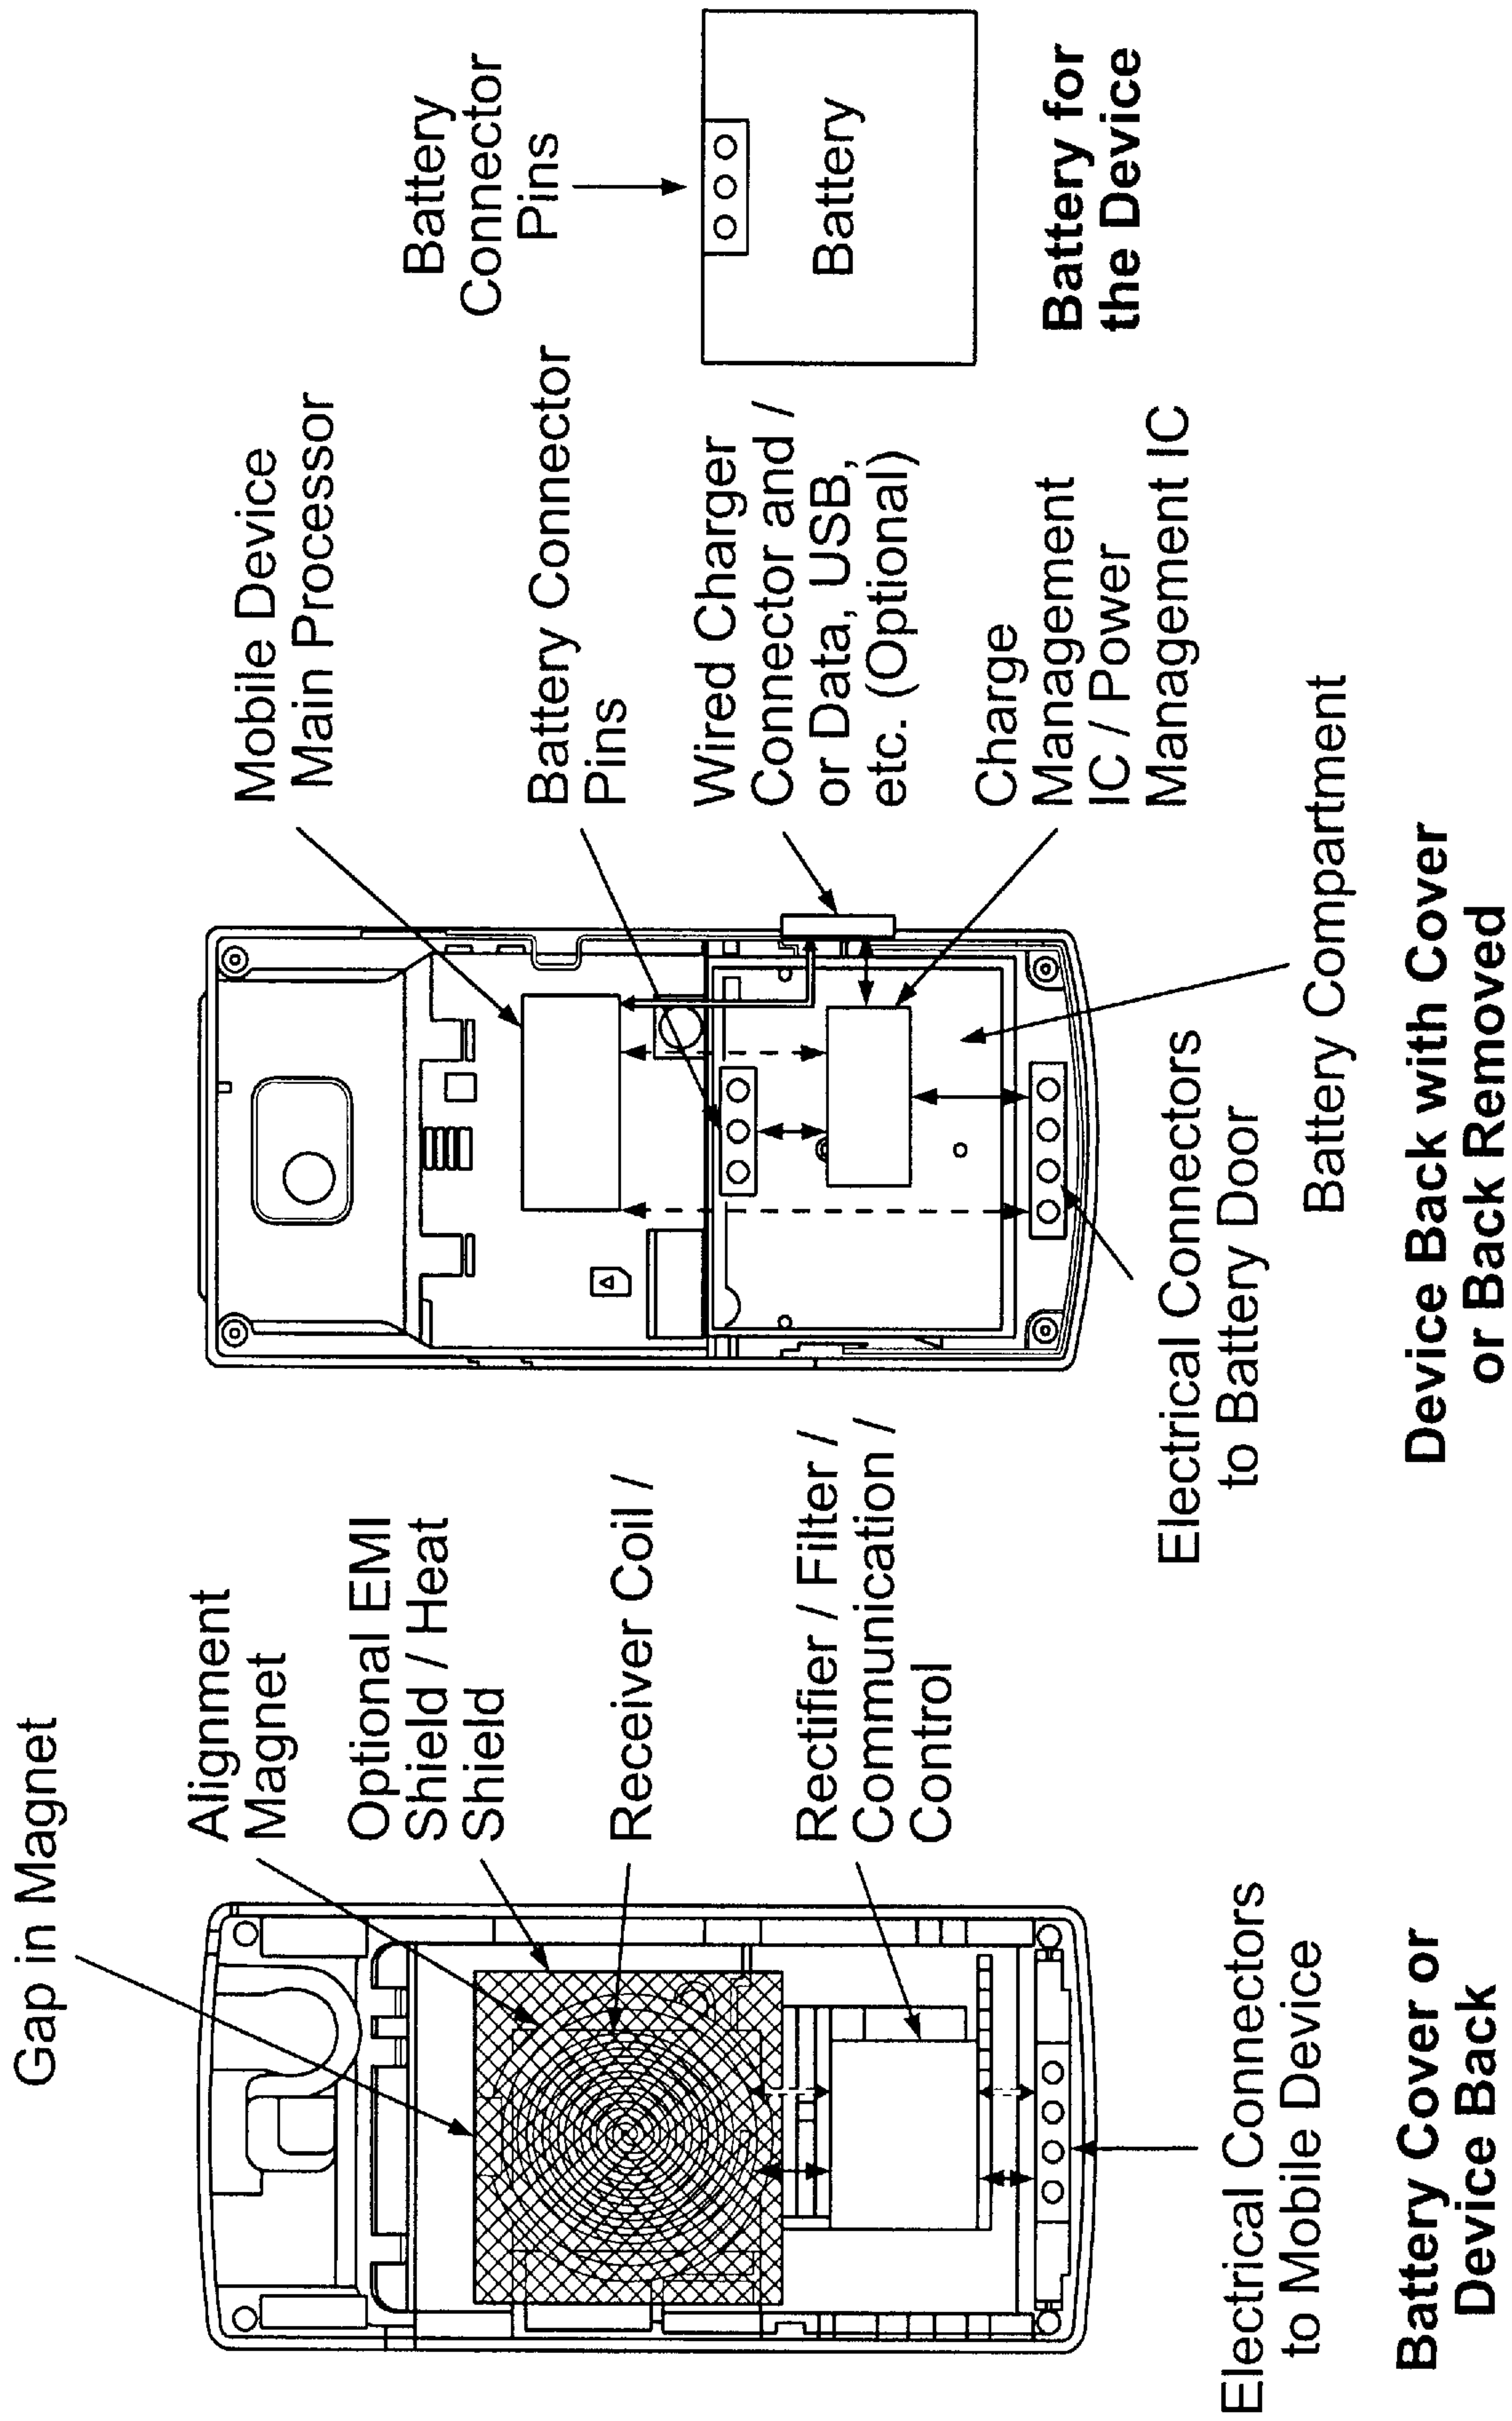 Gap in Magnet
Alignment
Magnet
Optional EMI
Shield / Heat
Shield
Receiver Coil /
Rectifier / Filter /
Communication /
Control
Electrical Connectors
to Mobile Device
Battery Cover or
Device Back
Mobile Device
Main Processor
Battery Connector
Pins
Wired Charger
Connector and /
or Data, USB,
etc. (Optional)
Charge
Management
IC / Power
Management IC
Battery Compartment
Electrical Connectors
to Battery Door
Device Back with Cover
or Back Removed
Battery
Connector
Pins
Battery
Battery for
the Device